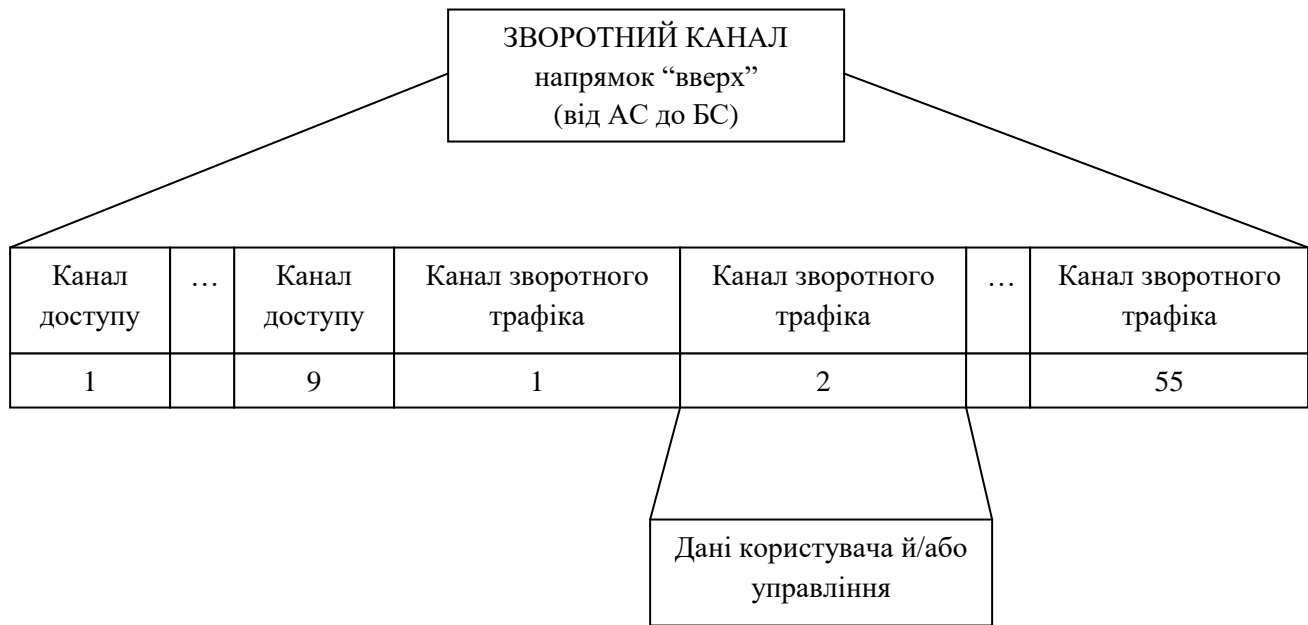 ЗВОРОТНИЙ КАНАЛ
напрямок “вверх”
(від АС до БС)
Канал доступу
…
Канал доступу
Канал зворотного трафіка
Канал зворотного трафіка
…
Канал зворотного трафіка
1
9
1
2
55
Дані користувача й/або
управління